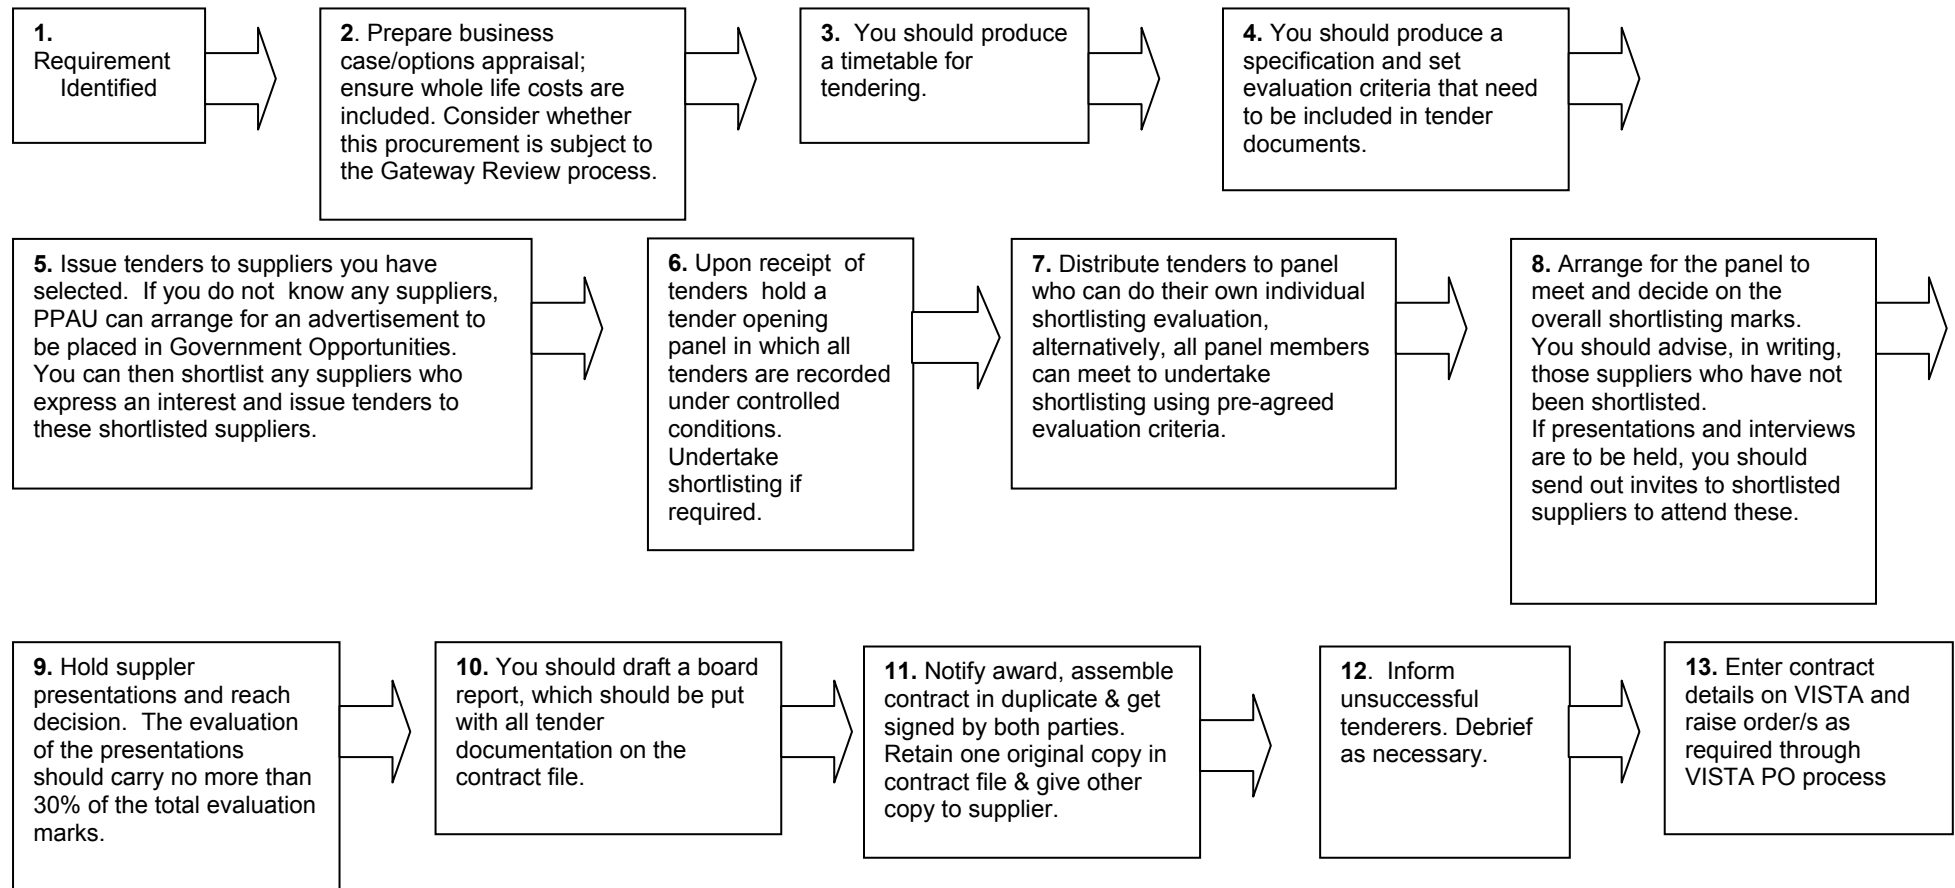 1.
Requirement
Identified
2. Prepare business
case/options appraisal;
ensure whole life costs are
included. Consider whether
this procurement is subject to
the Gateway Review process.
3. You should produce
a timetable for
tendering.
4. You should produce a
specification and set
evaluation criteria that need
to be included in tender
documents.
5. Issue tenders to suppliers you have
selected. If you do not know any suppliers,
PPAU can arrange for an advertisement to
be placed in Government Opportunities.
You can then shortlist any suppliers who
express an interest and issue tenders to
these shortlisted suppliers.
6. Upon receipt of
tenders hold a
tender opening
panel in which all
tenders are recorded
under controlled
conditions.
Undertake
shortlisting if
required.
7. Distribute tenders to panel
who can do their own individual
shortlisting evaluation,
alternatively, all panel members
can meet to undertake
shortlisting using pre-agreed
evaluation criteria.
8. Arrange for the panel to
meet and decide on the
overall shortlisting marks.
You should advise, in writing,
those suppliers who have not
been shortlisted.
If presentations and interviews
are to be held, you should
send out invites to shortlisted
suppliers to attend these.
9. Hold suppler
presentations and reach
decision. The evaluation
of the presentations
should carry no more than
30% of the total evaluation
marks.
10. You should draft a board
report, which should be put
with all tender
documentation on the
contract file.
11. Notify award, assemble
contract in duplicate & get
signed by both parties.
Retain one original copy in
contract file & give other
copy to supplier.
12. Inform
unsuccessful
tenderers. Debrief
as necessary.
13. Enter contract
details on VISTA and
raise order/s as
required through
VISTA PO process